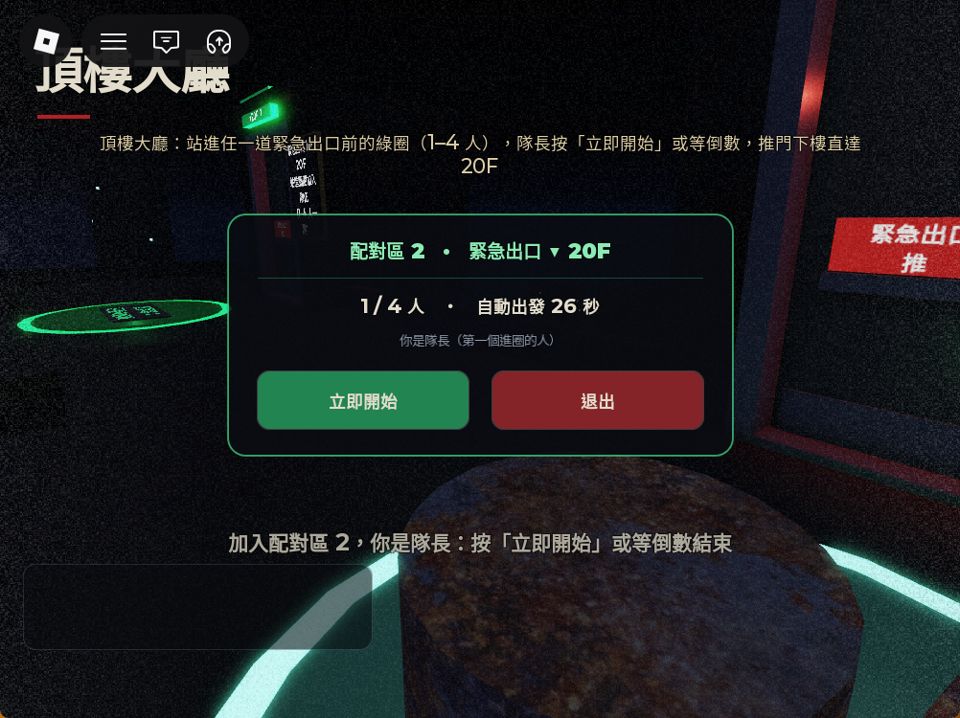 頂樓大廳
頂樓大廳：站進任一道緊急出口前的綠圈（1–4 人），隊長按「立即開始」或等倒數，推門下樓直達
20F
20F
緊急出口
推
配對區 2 • 緊急出口 ▼ 20F
1 / 4 人 • 自動出發 26 秒
你是隊長（第一個進圈的人）
立即開始
退出
加入配對區 2，你是隊長：按「立即開始」或等倒數結束